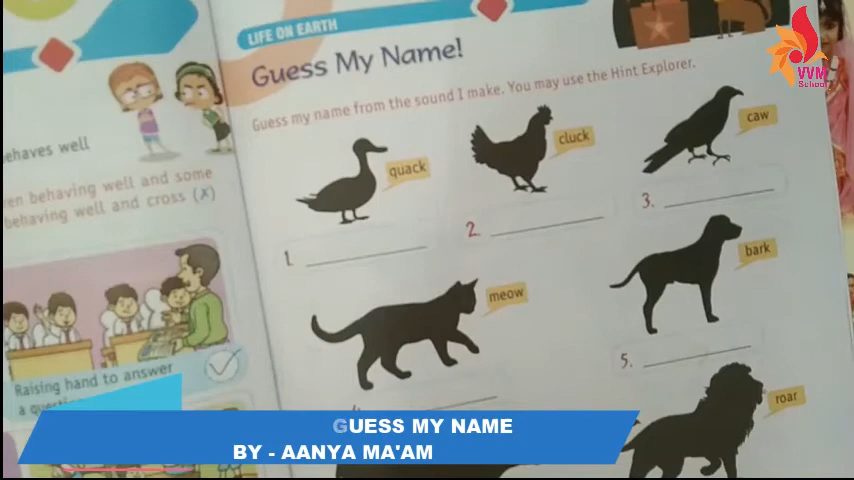 LIFE ON EARTH
Guess My Name!
Guess my name from the sound I make. You may use the Hint Explorer.
quack
cluck
caw
1.
2.
3.
meow
bark
5.
roar
behaves well
behaving well and some
behaving well and cross (X)
Raising hand to answer
a
VVM
School
GUESS MY NAME
BY - AANYA MA'AM